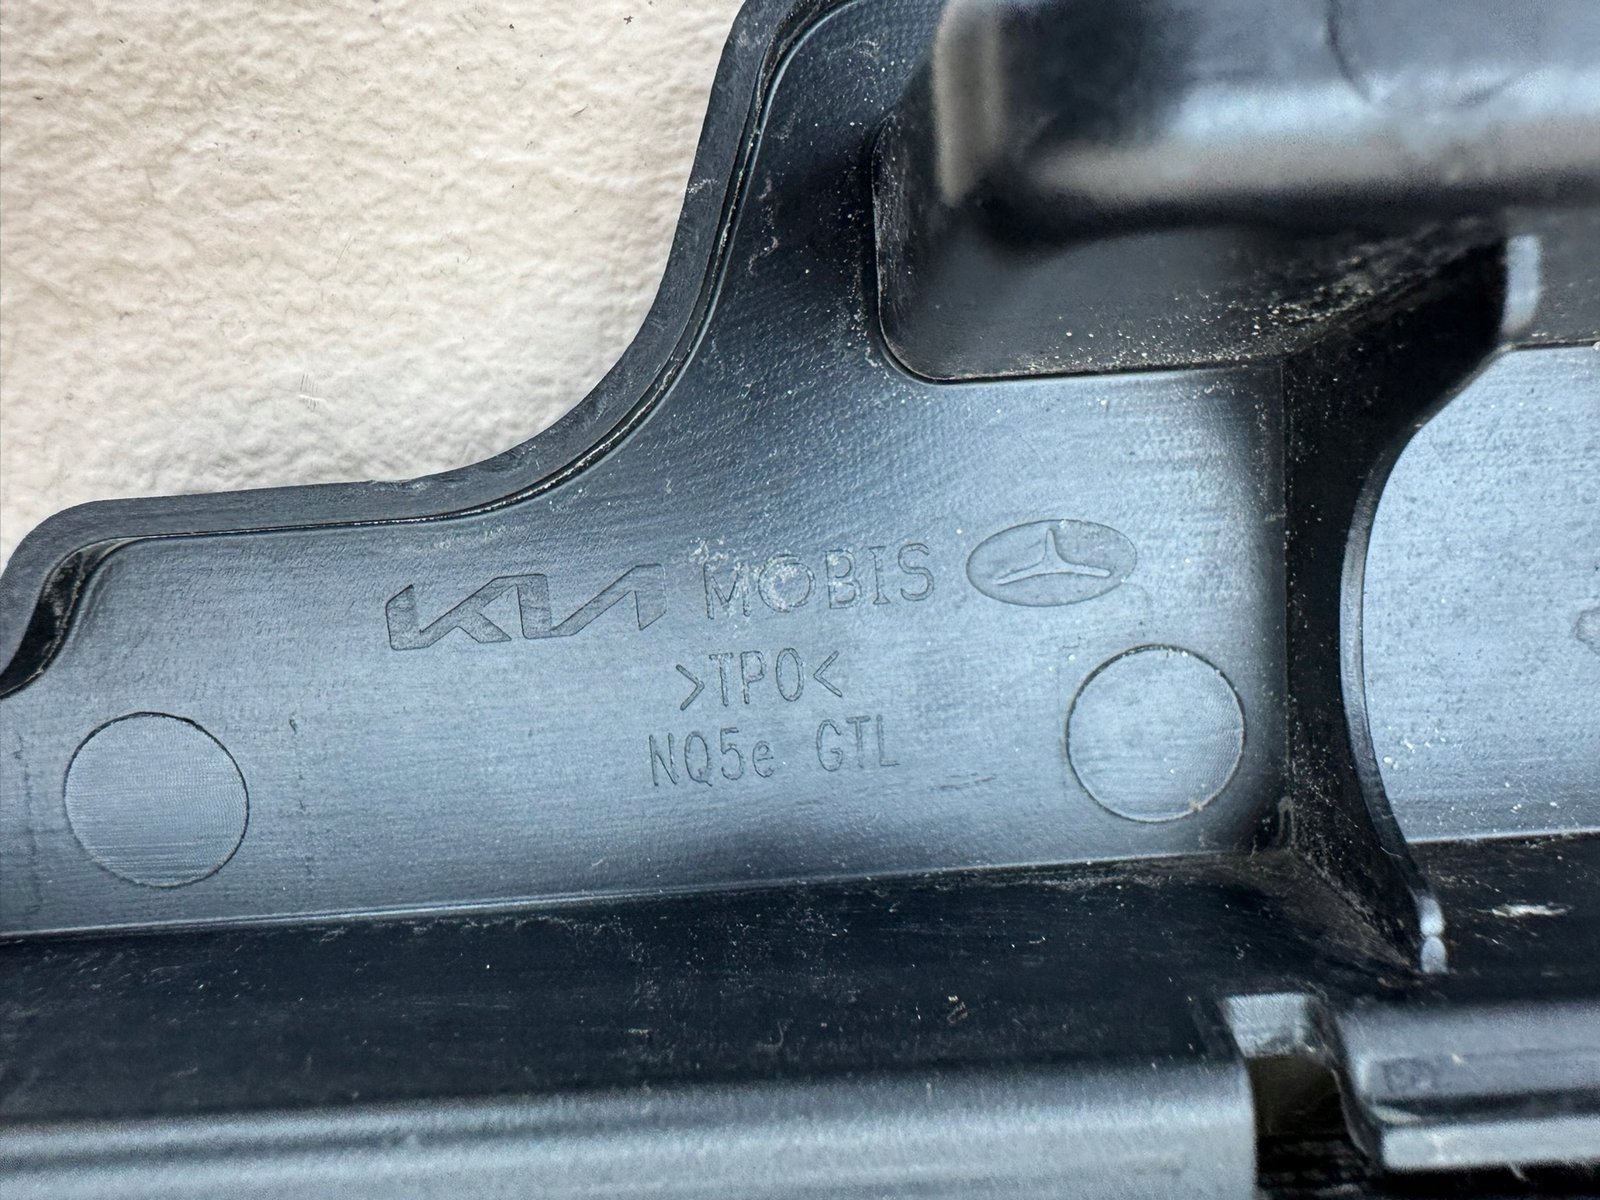 KIA MOBIS
>TPO<
NQ5e GTL